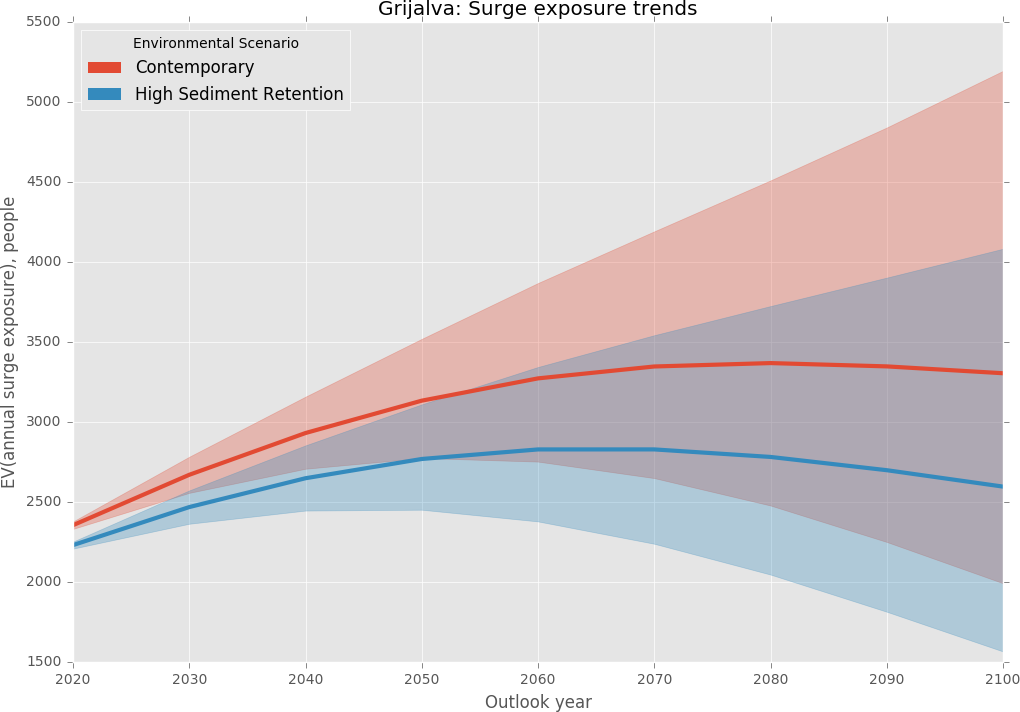 Grijalva: Surge exposure trends
Environmental Scenario
Contemporary
High Sediment Retention
EV(annual surge exposure), people
5500
5000
4500
4000
3500
3000
2500
2000
1500
2020 2030 2040 2050 2060 2070 2080 2090 2100
Outlook year